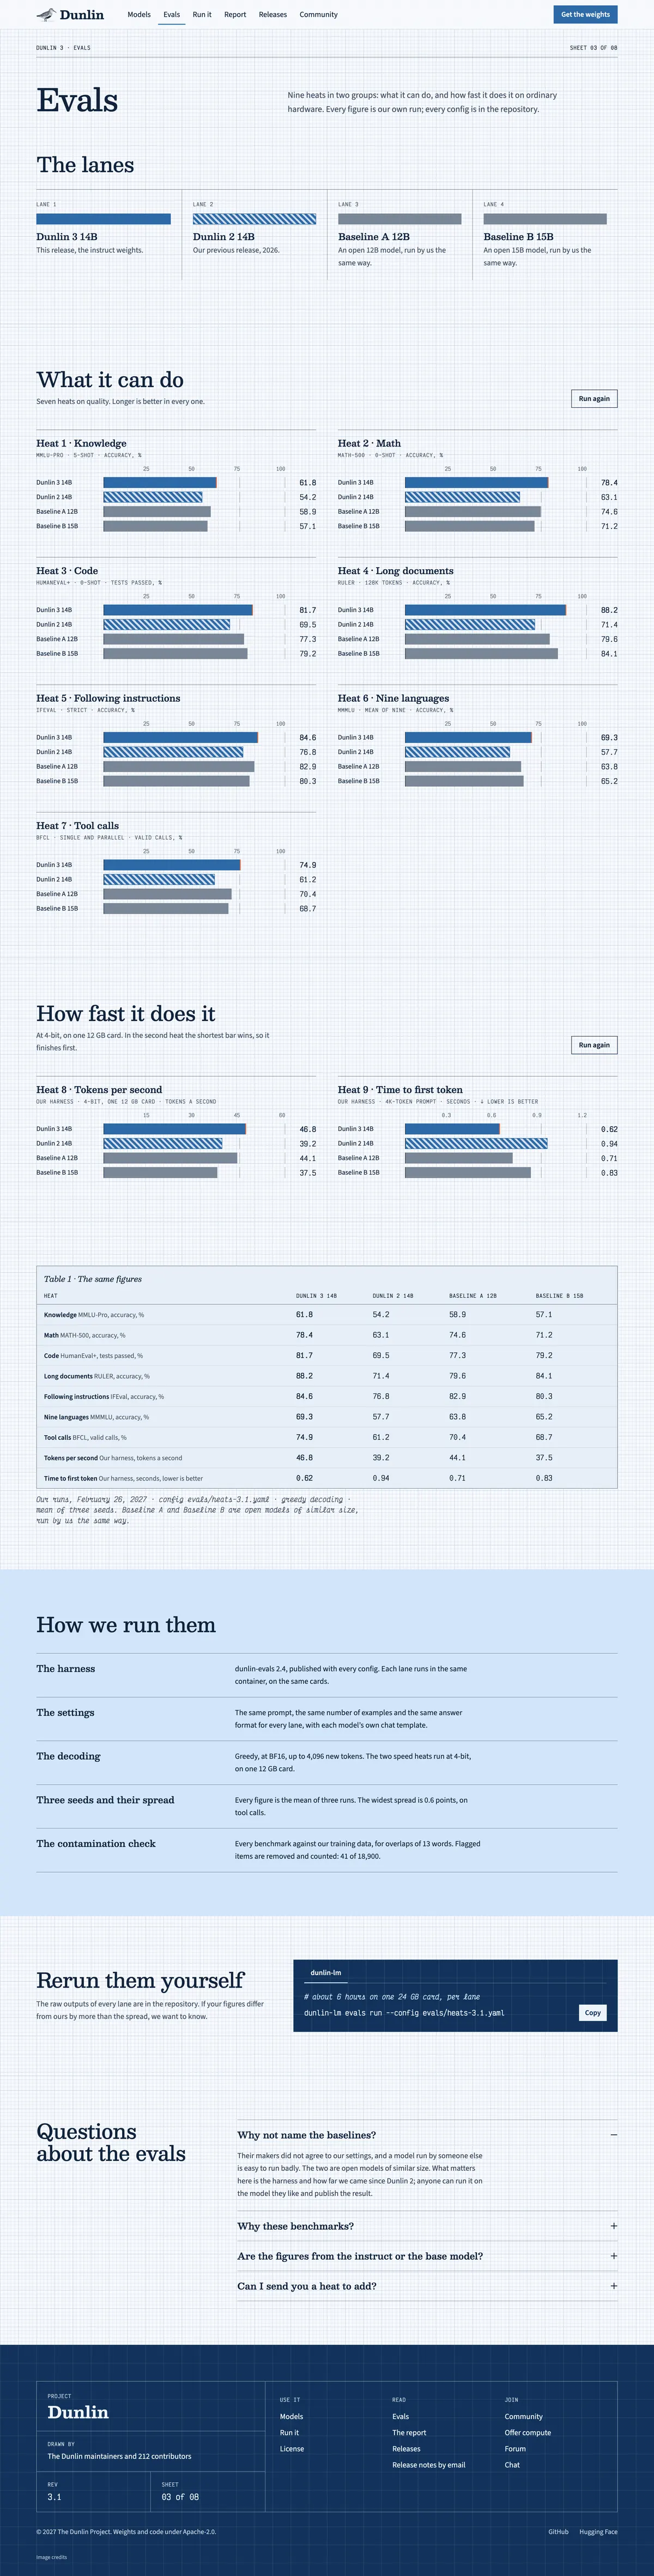 Dunlin
Models Evals Run it Report Releases Community
Get the weights
DUNLIN 3 · EVALS
SHEET 03 OF 08
Evals
Nine heats in two groups: what it can do, and how fast it does it on ordinary
hardware. Every figure is our own run; every config is in the repository.
The lanes
LANE 1
Dunlin 3 14B
This release, the instruct weights.
LANE 2
Dunlin 2 14B
Our previous release, 2026.
LANE 3
Baseline A 12B
An open 12B model, run by us the
same way.
LANE 4
Baseline B 15B
An open 15B model, run by us the
same way.
What it can do
Seven heats on quality. Longer is better in every one.
Run again
Heat 1 · Knowledge
MMLU-PRO · 5-SHOT · ACCURACY, %
25 50 75 100
Dunlin 3 14B 61.8
Dunlin 2 14B 54.2
Baseline A 12B 58.9
Baseline B 15B 57.1
Heat 2 · Math
MATH-500 · 0-SHOT · ACCURACY, %
25 50 75 100
Dunlin 3 14B 78.4
Dunlin 2 14B 63.1
Baseline A 12B 74.6
Baseline B 15B 71.2
Heat 3 · Code
HUMANEVAL+ · 0-SHOT · TESTS PASSED, %
25 50 75 100
Dunlin 3 14B 81.7
Dunlin 2 14B 69.5
Baseline A 12B 77.3
Baseline B 15B 79.2
Heat 4 · Long documents
RULER · 128K TOKENS · ACCURACY, %
25 50 75 100
Dunlin 3 14B 88.2
Dunlin 2 14B 71.4
Baseline A 12B 79.6
Baseline B 15B 84.1
Heat 5 · Following instructions
IFEVAL · STRICT · ACCURACY, %
25 50 75 100
Dunlin 3 14B 84.6
Dunlin 2 14B 76.8
Baseline A 12B 82.9
Baseline B 15B 80.3
Heat 6 · Nine languages
MMMLU · MEAN OF NINE · ACCURACY, %
25 50 75 100
Dunlin 3 14B 69.3
Dunlin 2 14B 57.7
Baseline A 12B 63.8
Baseline B 15B 65.2
Heat 7 · Tool calls
BFCL · SINGLE AND PARALLEL · VALID CALLS, %
25 50 75 100
Dunlin 3 14B 74.9
Dunlin 2 14B 61.2
Baseline A 12B 70.4
Baseline B 15B 68.7
How fast it does it
At 4-bit, on one 12 GB card. In the second heat the shortest bar wins, so it
finishes first.
Run again
Heat 8 · Tokens per second
OUR HARNESS · 4-BIT, ONE 12 GB CARD · TOKENS A SECOND
15 30 45 60
Dunlin 3 14B 46.8
Dunlin 2 14B 39.2
Baseline A 12B 44.1
Baseline B 15B 37.5
Heat 9 · Time to first token
OUR HARNESS · 4K-TOKEN PROMPT · SECONDS · ↓ LOWER IS BETTER
0.3 0.6 0.9 1.2
Dunlin 3 14B 0.62
Dunlin 2 14B 0.94
Baseline A 12B 0.71
Baseline B 15B 0.83
Table 1 · The same figures
HEAT DUNLIN 3 14B DUNLIN 2 14B BASELINE A 12B BASELINE B 15B
Knowledge MMLU-Pro, accuracy, % 61.8 54.2 58.9 57.1
Math MATH-500, accuracy, % 78.4 63.1 74.6 71.2
Code HumanEval+, tests passed, % 81.7 69.5 77.3 79.2
Long documents RULER, accuracy, % 88.2 71.4 79.6 84.1
Following instructions IFEval, accuracy, % 84.6 76.8 82.9 80.3
Nine languages MMMLU, accuracy, % 69.3 57.7 63.8 65.2
Tool calls BFCL, valid calls, % 74.9 61.2 70.4 68.7
Tokens per second Our harness, tokens a second 46.8 39.2 44.1 37.5
Time to first token Our harness, seconds, lower is better 0.62 0.94 0.71 0.83
Our runs, February 26, 2027 · config evals/heats-3.1.yaml · greedy decoding ·
mean of three seeds. Baseline A and Baseline B are open models of similar size,
run by us the same way.
How we run them
The harness
dunlin-evals 2.4, published with every config. Each lane runs in the same
container, on the same cards.
The settings
The same prompt, the same number of examples and the same answer
format for every lane, with each model's own chat template.
The decoding
Greedy, at BF16, up to 4,096 new tokens. The two speed heats run at 4-bit,
on one 12 GB card.
Three seeds and their spread
Every figure is the mean of three runs. The widest spread is 0.6 points, on
tool calls.
The contamination check
Every benchmark against our training data, for overlaps of 13 words. Flagged
items are removed and counted: 41 of 18,900.
Rerun them yourself
The raw outputs of every lane are in the repository. If your figures differ
from ours by more than the spread, we want to know.
dunlin-lm
# about 6 hours on one 24 GB card, per lane
dunlin-lm evals run --config evals/heats-3.1.yaml
Copy
Questions
about the evals
Why not name the baselines? −
Their makers did not agree to our settings, and a model run by someone else
is easy to run badly. The two are open models of similar size. What matters
here is the harness and how far we came since Dunlin 2; anyone can run it on
the model they like and publish the result.
Why these benchmarks? +
Are the figures from the instruct or the base model? +
Can I send you a heat to add? +
PROJECT
Dunlin
DRAWN BY
The Dunlin maintainers and 212 contributors
REV
3.1
SHEET
03 of 08
USE IT
Models
Run it
License
READ
Evals
The report
Releases
Release notes by email
JOIN
Community
Offer compute
Forum
Chat
© 2027 The Dunlin Project. Weights and code under Apache-2.0.
GitHub Hugging Face
Image credits